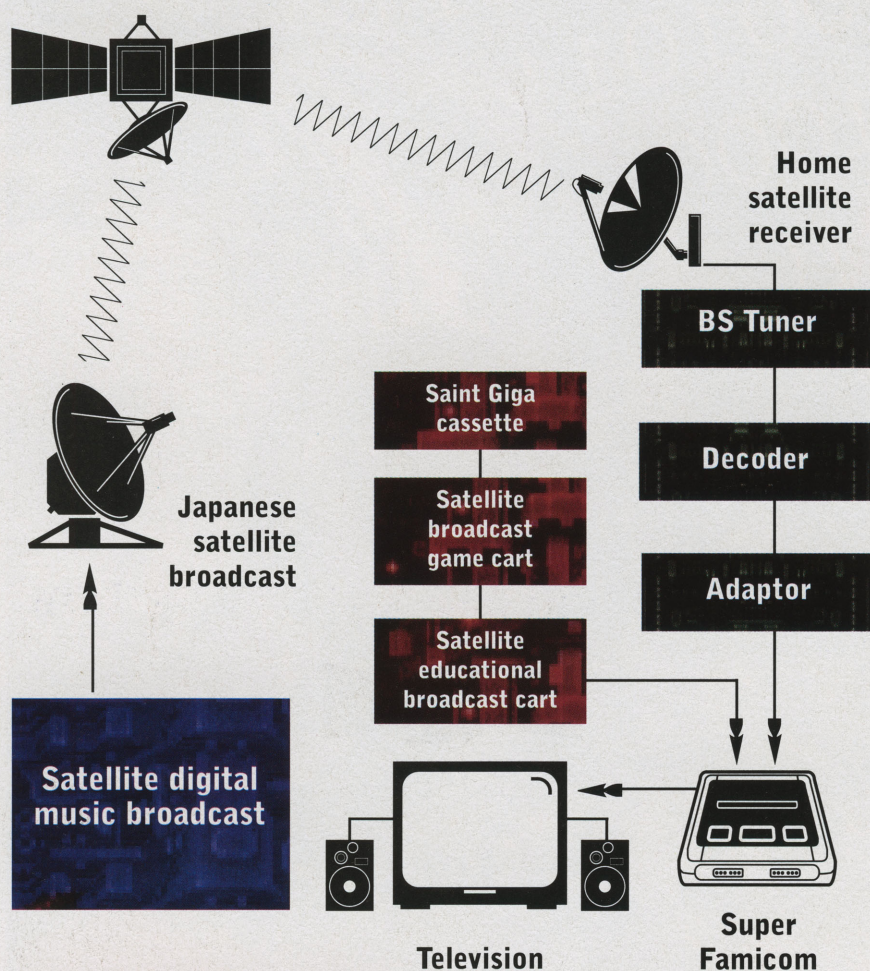 Home
satellite
receiver
BS Tuner
Saint Giga
cassette
Decoder
Satellite
broadcast
game cart
Japanese
satellite
broadcast
Adaptor
Satellite
educational
broadcast cart
Satellite digital
music broadcast
Super
Famicom
Television